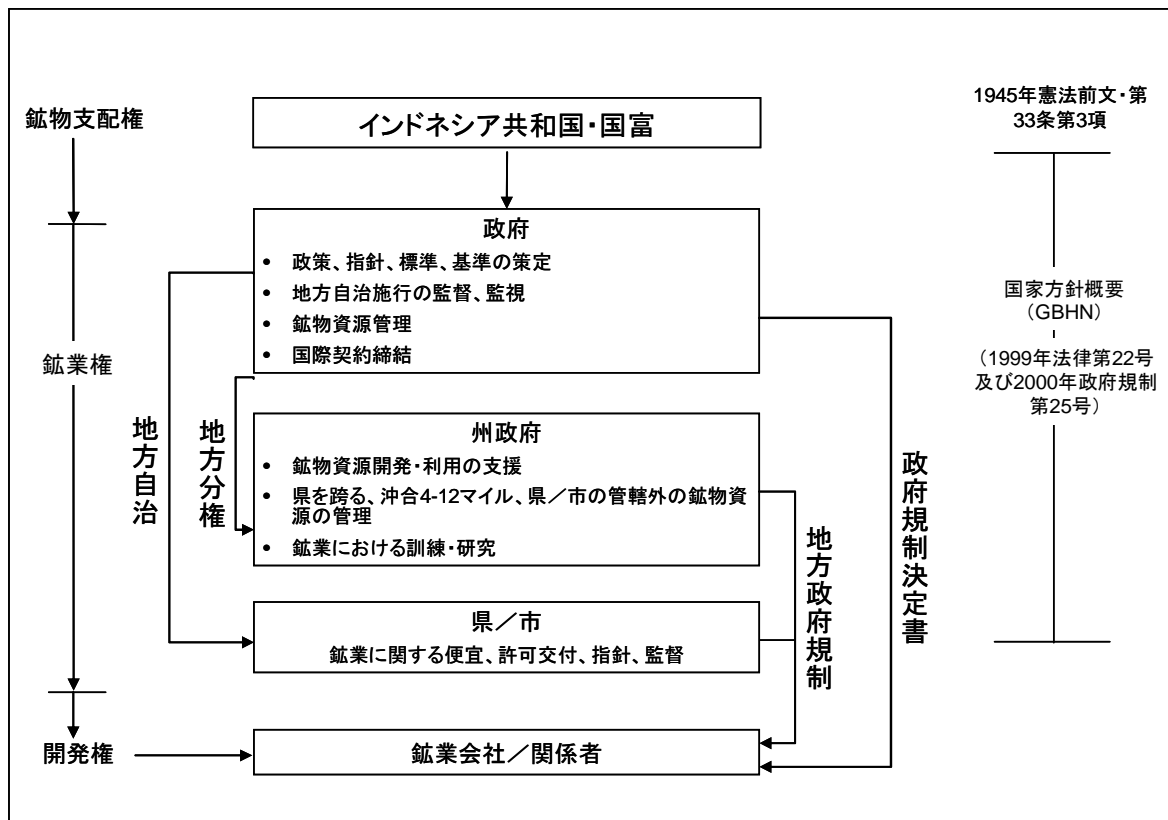 鉱物支配権
インドネシア共和国・国富
1945年憲法前文・第
33条第3項
政府
• 政策、指針、標準、基準の策定
• 地方自治施行の監督、監視
• 鉱物資源管理
• 国際契約締結
鉱業権
国家方針概要
（GBHN）
（1999年法律第22号
及び2000年政府規制
第25号）
地方自治
地方分権
州政府
• 鉱物資源開発・利用の支援
• 県を跨る、沖合4-12マイル、県／市の管轄外の鉱物資
源の管理
• 鉱業における訓練・研究
地方政府規制
政府規制決定書
県／市
鉱業に関する便宜、許可交付、指針、監督
開発権
鉱業会社／関係者